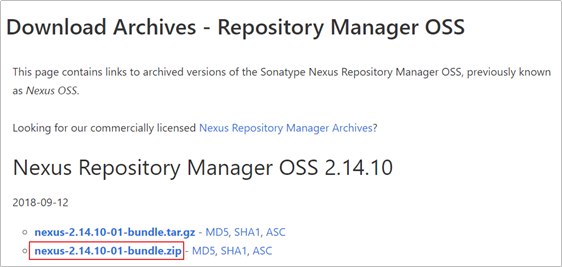 Download Archives - Repository Manager OSS
This page contains links to archived versions of the Sonatype Nexus Repository Manager OSS, previously known
as Nexus OSS.
Looking for our commercially licensed Nexus Repository Manager Archives?
Nexus Repository Manager OSS 2.14.10
2018-09-12
nexus-2.14.10-01-bundle.tar.gz - MD5, SHA1, ASC
nexus-2.14.10-01-bundle.zip - MD5, SHA1, ASC